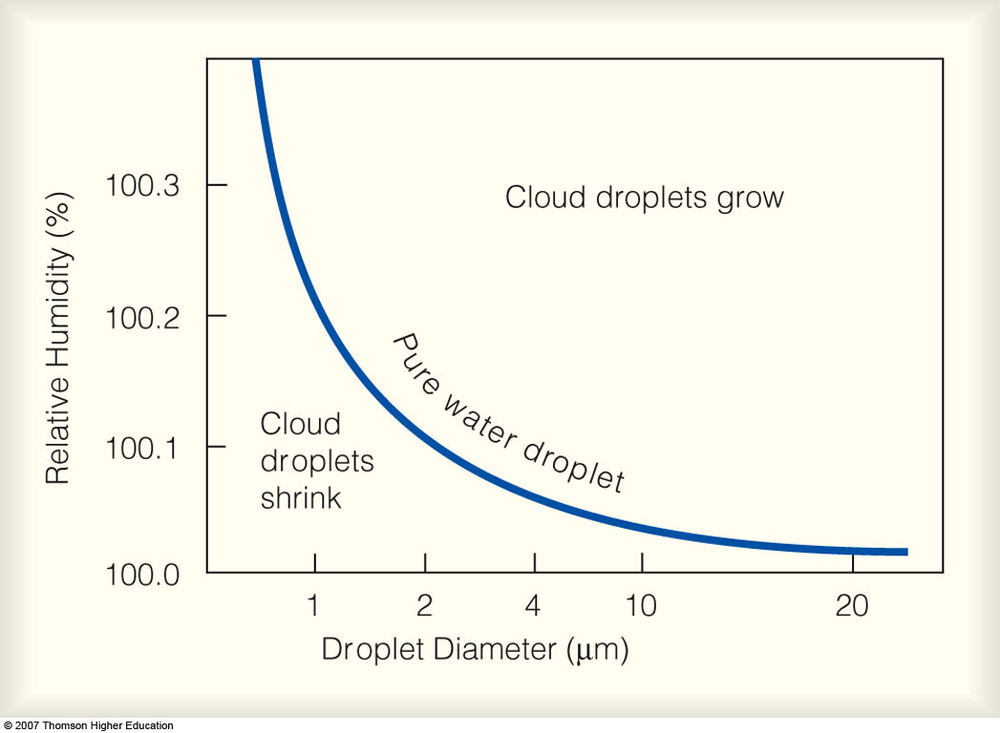 Relative Humidity (%)
100.3
100.2
100.1
100.0
Cloud droplets grow
Pure water droplet
Cloud
droplets
shrink
1 2 4 10 20
Droplet Diameter (μm)
© 2007 Thomson Higher Education